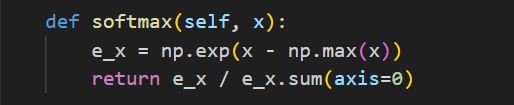 def softmax(self, x):
    e_x = np.exp(x - np.max(x))
    return e_x / e_x.sum(axis=0)